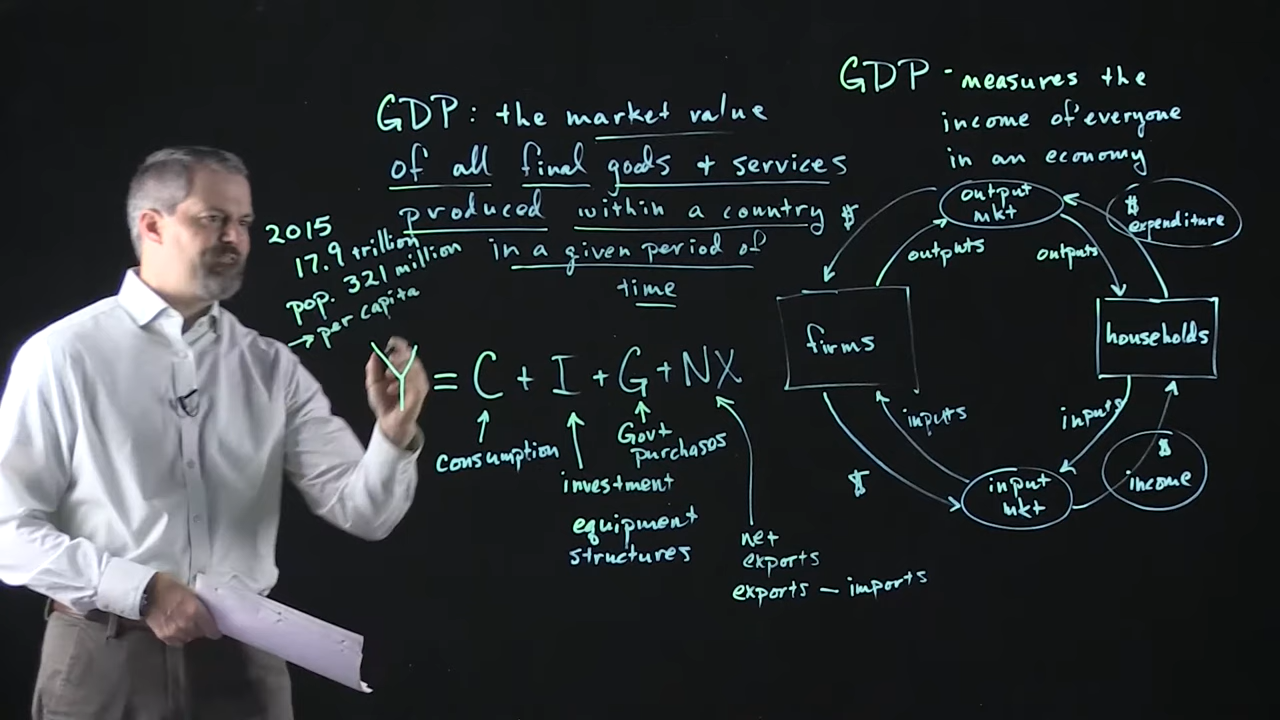 GDP: the market value
of all final goods + services
produced within a country
in a given period of
time
2015
17.9 trillion
pop. 321 million
→ per capita
Y = C + I + G + NX
consumption
investment
equipment
structures
Govt
purchases
net
exports
exports – imports
GDP - measures the
income of everyone
in an economy
output
mkt
$
expenditure
$
outputs
outputs
firms
households
inputs
inputs
$
input
mkt
$
income